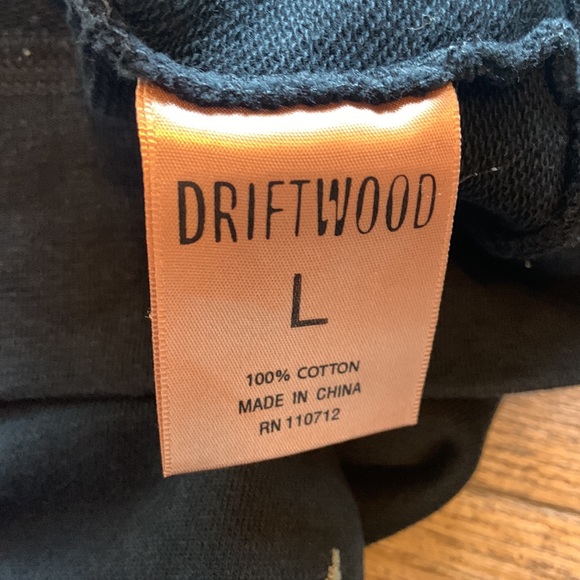 DRIFTWOOD
L
100% COTTON
MADE IN CHINA
RN 110712